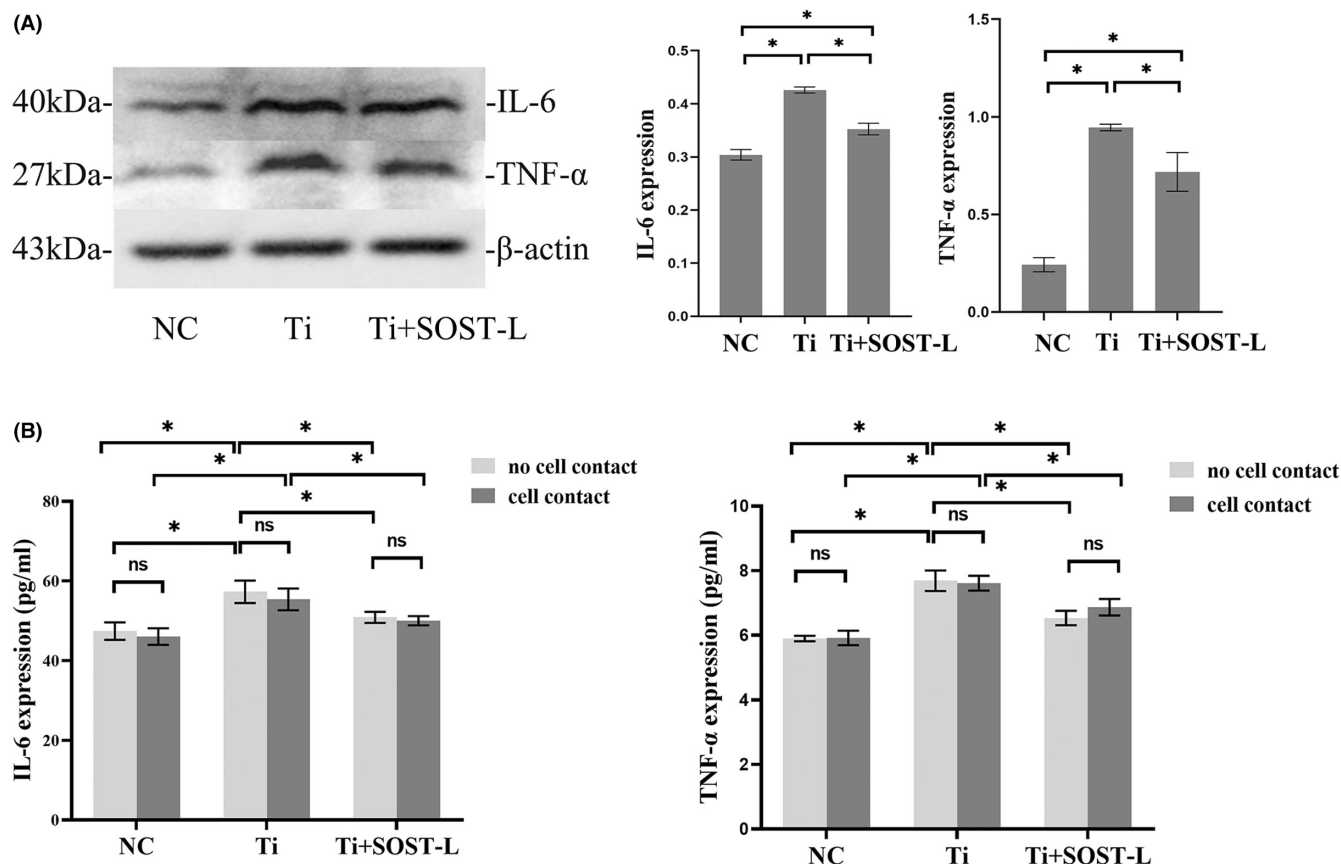 (A)
40kDa-
-IL-6
27kDa-
-TNF-α
43kDa-
-β-actin
NC Ti Ti+SOST-L
IL-6 expression
0.5
0.4
0.3
0.2
0.1
0.0
* * *
NC Ti Ti+SOST-L
TNF-α expression
1.5
1.0
0.5
0.0
* * *
NC Ti Ti+SOST-L
(B)
IL-6 expression (pg/ml)
80
60
40
20
0
* *
* *
* *
ns ns ns
no cell contact
cell contact
NC Ti Ti+SOST-L
TNF-α expression (pg/ml)
10
8
6
4
2
0
* *
* *
* *
ns ns ns
no cell contact
cell contact
NC Ti Ti+SOST-L